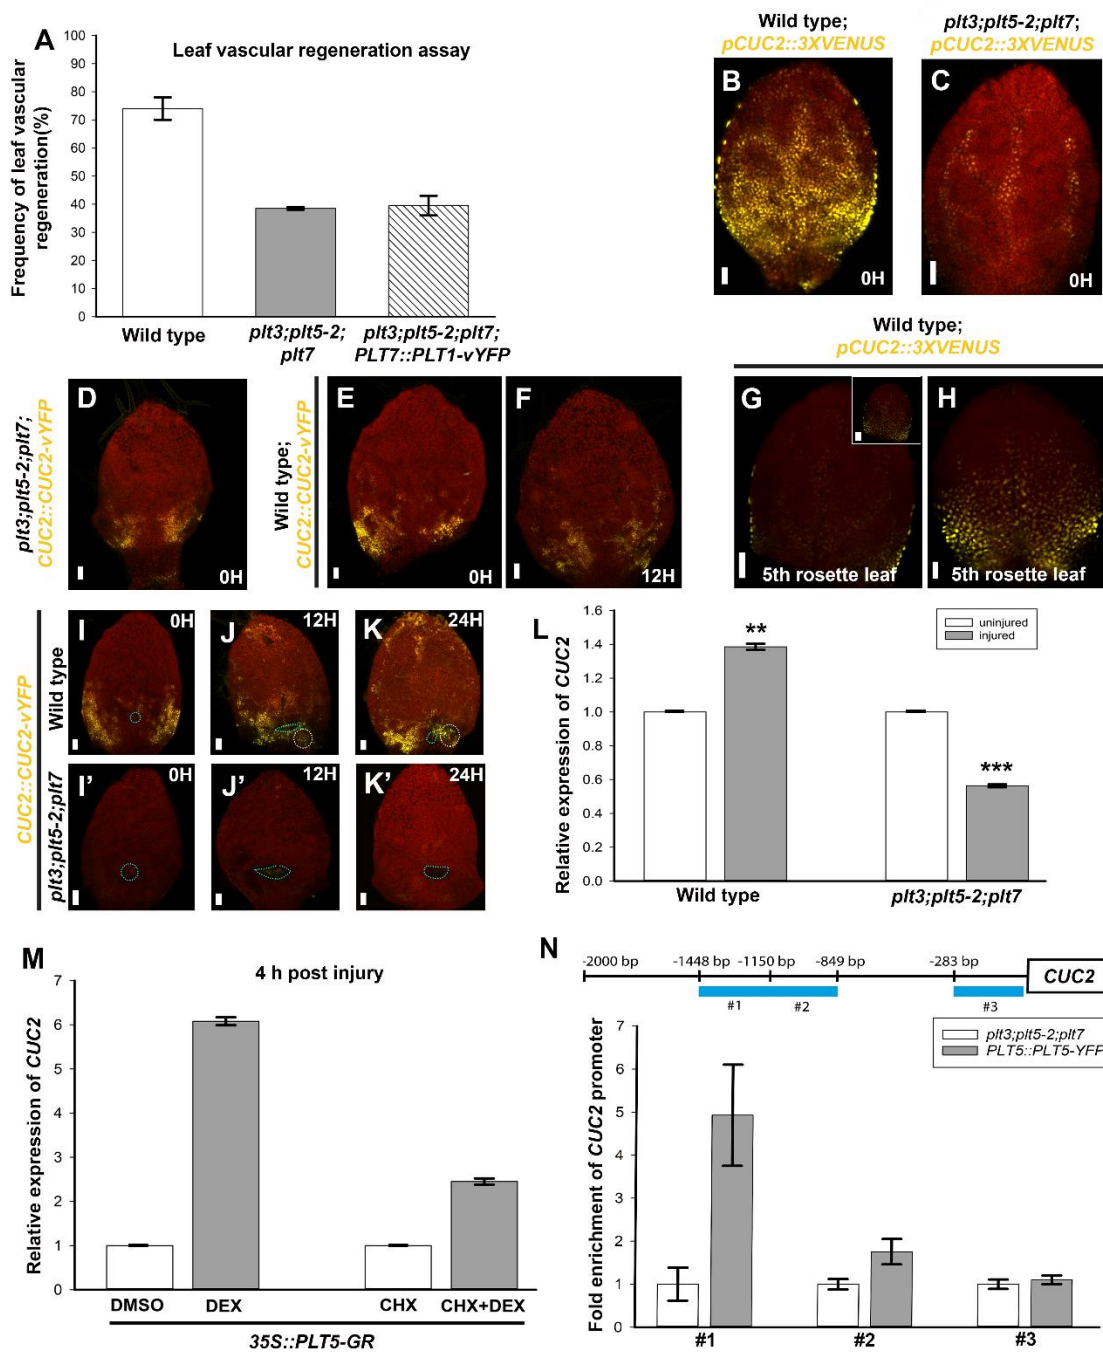 A
Leaf vascular regeneration assay
Frequency of leaf vascular
regeneration(%)
100
90
80
70
60
50
40
30
20
10
0
Wild type
plt3;plt5-2;
plt7
plt3;plt5-2;plt7;
PLT7::PLT1-vYFP
Wild type;
pCUC2::3XVENUS
B
0H
plt3;plt5-2;plt7;
pCUC2::3XVENUS
C
0H
plt3;plt5-2;plt7;
CUC2::CUC2-vYFP
D
0H
Wild type;
CUC2::CUC2-vYFP
E
0H
F
12H
Wild type;
pCUC2::3XVENUS
G
5th rosette leaf
H
5th rosette leaf
CUC2::CUC2-vYFP
Wild type
I
0H
J
12H
K
24H
plt3;plt5-2;plt7
I'
0H
J'
12H
K'
24H
L
Relative expression of CUC2
1.6
1.4
1.2
1.0
0.8
0.6
0.4
0.2
0.0
uninjured
injured
**
***
Wild type
plt3;plt5-2;plt7
M
4 h post injury
Relative expression of CUC2
7
6
5
4
3
2
1
0
DMSO
DEX
CHX
CHX+DEX
35S::PLT5-GR
N
-2000 bp
-1448 bp
-1150 bp
-849 bp
-283 bp
CUC2
#1
#2
#3
Fold enrichment of CUC2 promoter
7
6
5
4
3
2
1
0
plt3;plt5-2;plt7
PLT5::PLT5-YFP
#1
#2
#3